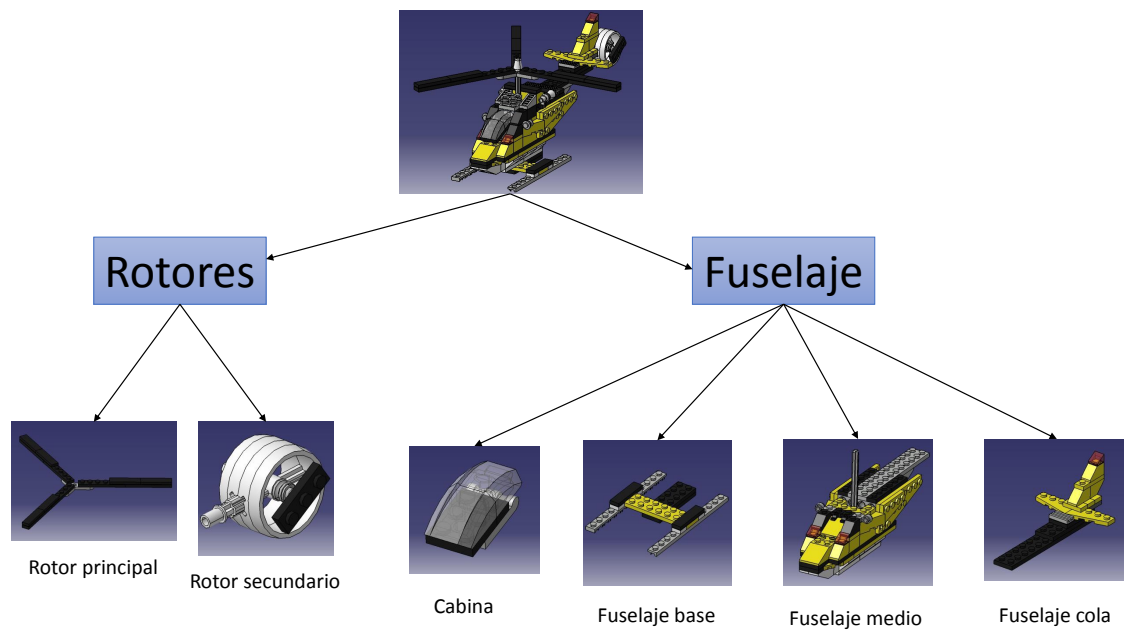 Rotores
Fuselaje
Rotor principal
Rotor secundario
Cabina
Fuselaje base
Fuselaje medio
Fuselaje cola